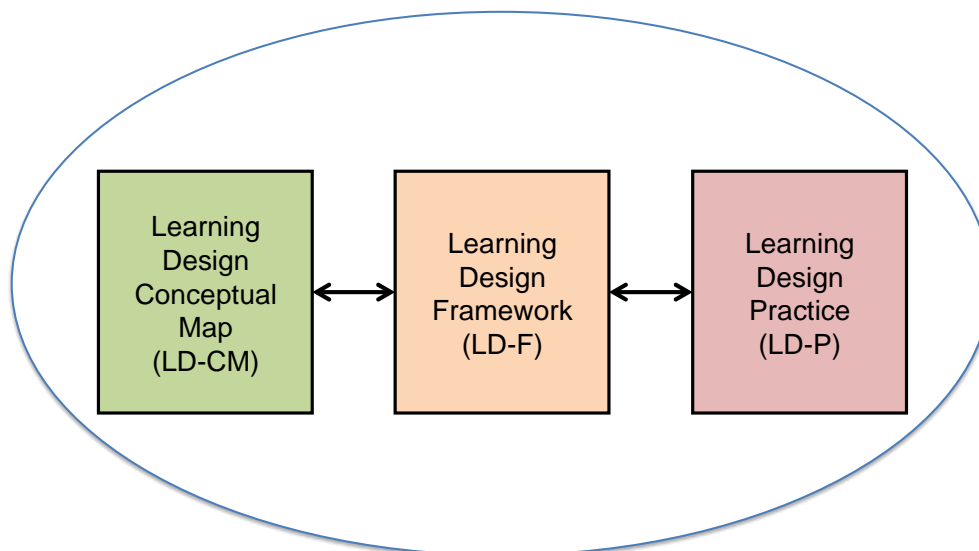 Learning
Design
Conceptual
Map
(LD-CM)
Learning
Design
Framework
(LD-F)
Learning
Design
Practice
(LD-P)